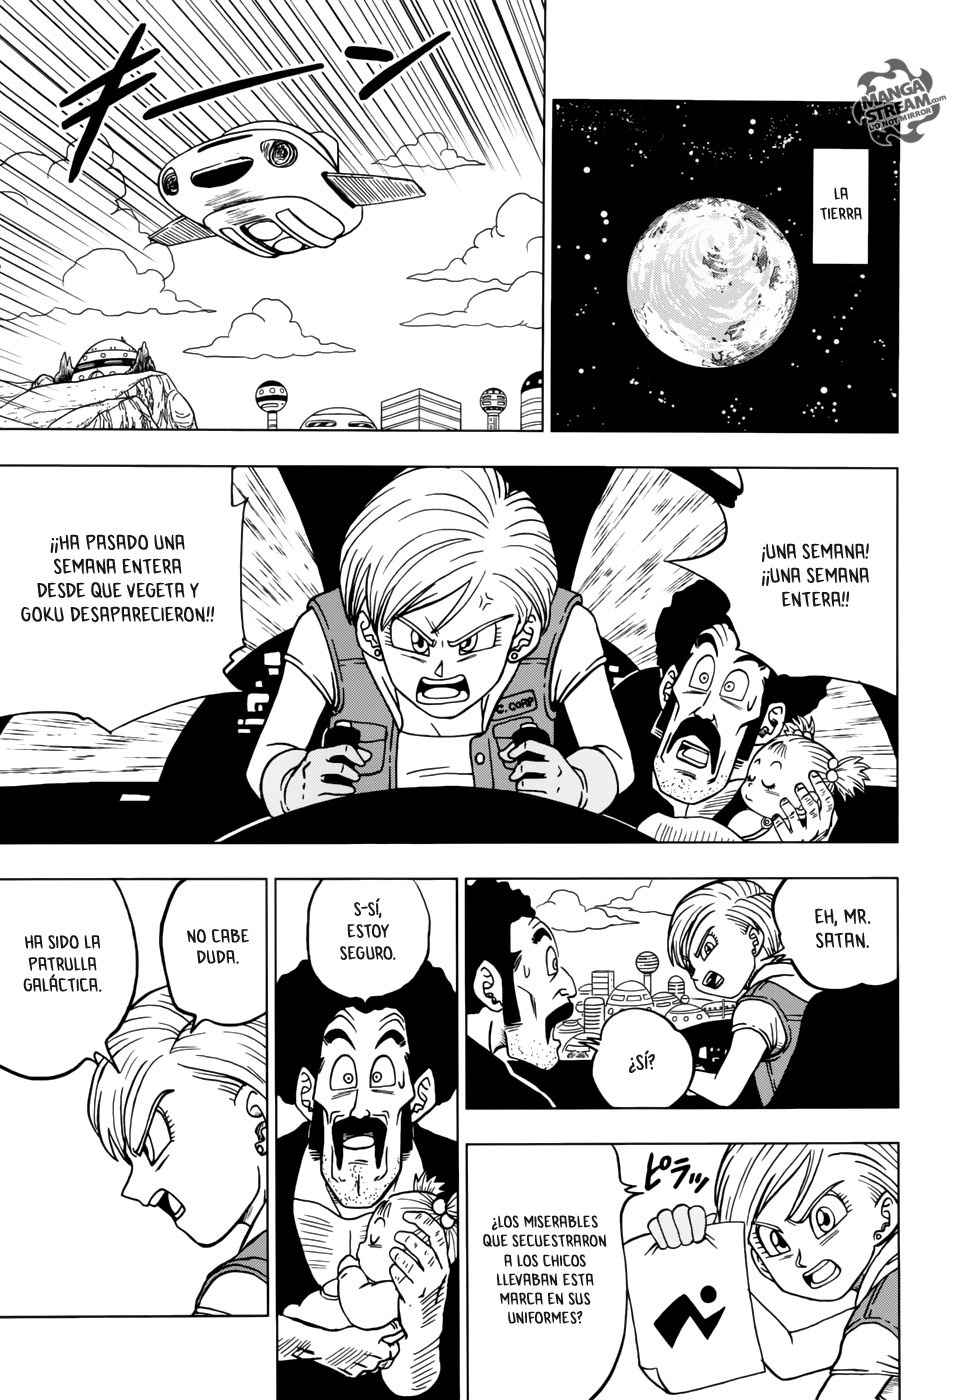 MANGA
STREAM.com
DO NOT MIRROR
LA
TIERRA
キーーン
¡UNA SEMANA!
¡¡UNA SEMANA
ENTERA!!
¡¡HA PASADO UNA
SEMANA ENTERA
DESDE QUE VEGETA Y
GOKU DESAPARECIERON!!
C. CORP
EH, MR.
SATAN.
¿SÍ?
¿LOS MISERABLES
QUE SECUESTRARON
A LOS CHICOS
LLEVABAN ESTA
MARCA EN SUS
UNIFORMES?
ピラッ
S-SÍ,
ESTOY
SEGURO.
NO CABE
DUDA.
HA SIDO LA
PATRULLA
GALÁCTICA.